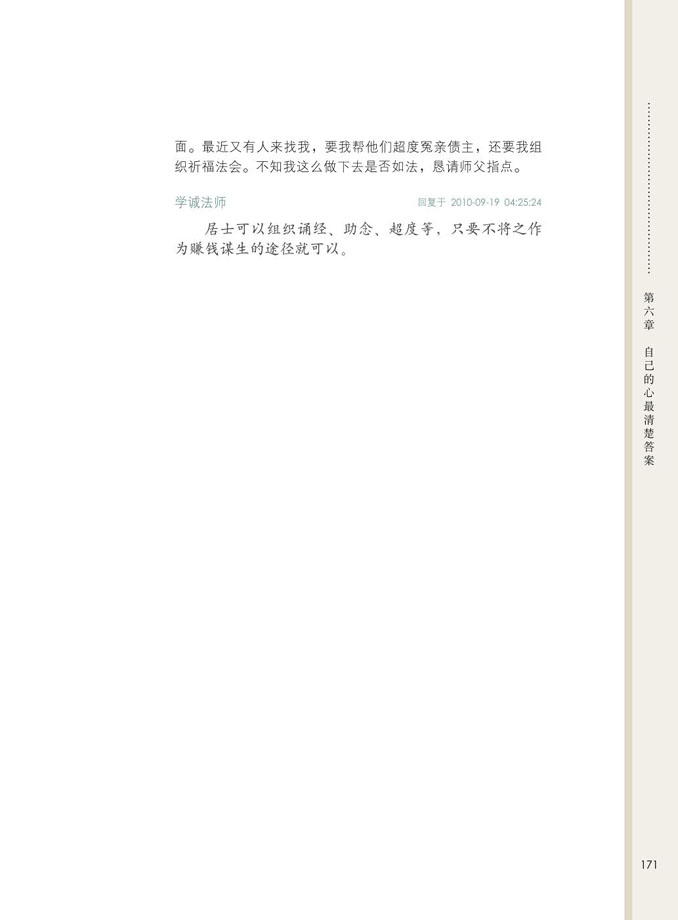 面。最近又有人来找我，要我帮他们超度冤亲债主，还要我组
织祈福法会。不知我这么做下去是否如法，恳请师父指点。
学诚法师 回复于 2010-09-19 04:25:24
居士可以组织诵经、助念、超度等，只要不将之作
为赚钱谋生的途径就可以。
第六章 自己的心最清楚答案
171